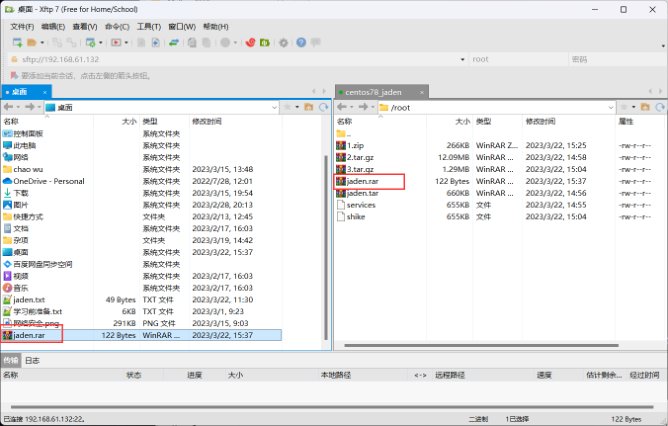 桌面 - Xftp 7 (Free for Home/School)
文件(F) 编辑(E) 查看(V) 命令(C) 工具(T) 窗口(W) 帮助(H)
sftp://192.168.61.132 root 密码
要添加当前会话，点击左侧的箭头按钮。
桌面 centos78_jaden
桌面 /root
名称 大小 类型 修改时间
控制面板 系统文件夹
此电脑 系统文件夹
网络 系统文件夹
chao wu 系统文件夹 2023/3/15, 13:48
OneDrive - Personal 系统文件夹 2022/7/28, 12:01
下载 系统文件夹 2023/3/15, 19:54
图片 系统文件夹 2023/2/28, 20:13
快捷方式 系统文件夹 2023/2/13, 12:45
文档 系统文件夹 2023/2/17, 16:03
杂项 系统文件夹 2023/3/19, 14:42
桌面 系统文件夹 2023/3/22, 15:37
百度网盘同步空间 系统文件夹
视频 系统文件夹 2023/2/17, 16:03
音乐 系统文件夹 2023/2/17, 16:03
jaden.txt 49 Bytes TXT 文件 2023/3/22, 11:30
学习前准备.txt 6KB TXT 文件 2023/3/1, 9:23
网络安全.png 291KB PNG 文件 2023/3/15, 9:03
jaden.rar 122 Bytes WinRAR ... 2023/3/22, 15:37
名称 大小 类型 修改时间 属性
..
1.zip 266KB WinRAR Z... 2023/3/22, 15:25 -rw-r--r--
2.tar.gz 12.09MB WinRAR ... 2023/3/22, 14:58 -rw-r--r--
3.tar.gz 1.29MB WinRAR ... 2023/3/22, 15:04 -rw-r--r--
jaden.rar 122 Bytes WinRAR ... 2023/3/22, 15:37 -rw-r--r--
jaden.tar 660KB WinRAR ... 2023/3/22, 14:56 -rw-r--r--
services 655KB 文件 2023/3/22, 14:55 -rw-r--r--
shike 655KB 文件 2023/3/22, 15:04 -rw-r--r--
传输 日志
名称 状态 进度 大小 本地路径 <-> 远程路径 速度 估计剩余... 经过时间
已连接 192.168.61.132:22. 二进制 1已选择 122 Bytes